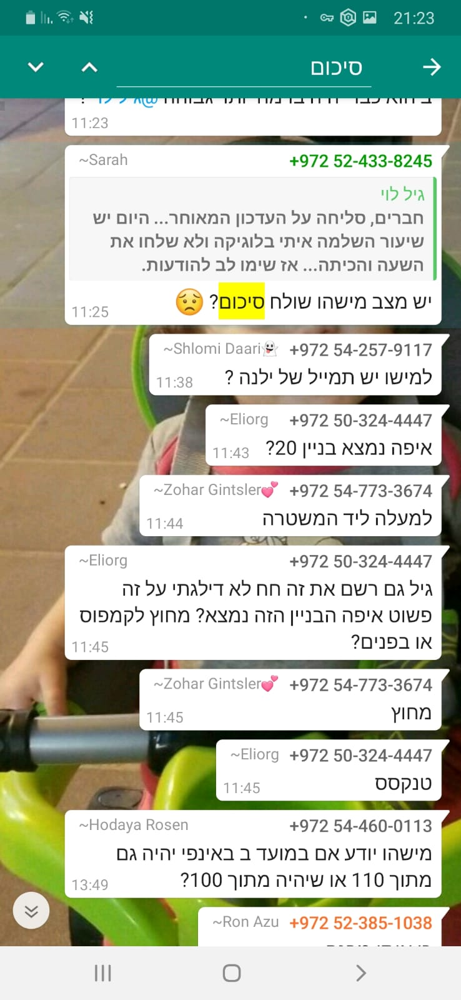 21:23
סיכום
11:23
~Sarah +972 52-433-8245
גיל לוי
חברים, סליחה על העדכון המאוחר... היום יש
שיעור השלמה איתי בלוגיקה ולא שלחו את
השעה והכיתה... אז שימו לב להודעות.
יש מצב מישהו שולח סיכום? 😟
11:25
~Shlomi Daari👻 +972 54-257-9117
למישו יש תמייל של ילנה ?
11:38
~Eliorg +972 50-324-4447
איפה נמצא בניין 20?
11:43
~Zohar Gintsler💕 +972 54-773-3674
למעלה ליד המשטרה
11:44
~Eliorg +972 50-324-4447
גיל גם רשם את זה חח לא דילגתי על זה
פשוט איפה הבניין הזה נמצא? מחוץ לקמפוס
או בפנים?
11:45
~Zohar Gintsler💕 +972 54-773-3674
מחוץ
11:45
~Eliorg +972 50-324-4447
טנקסס
11:45
~Hodaya Rosen +972 54-460-0113
מישהו יודע אם במועד ב באינפי יהיה גם
מתוך 110 או שיהיה מתוך 100?
13:49
~Ron Azu +972 52-385-1038